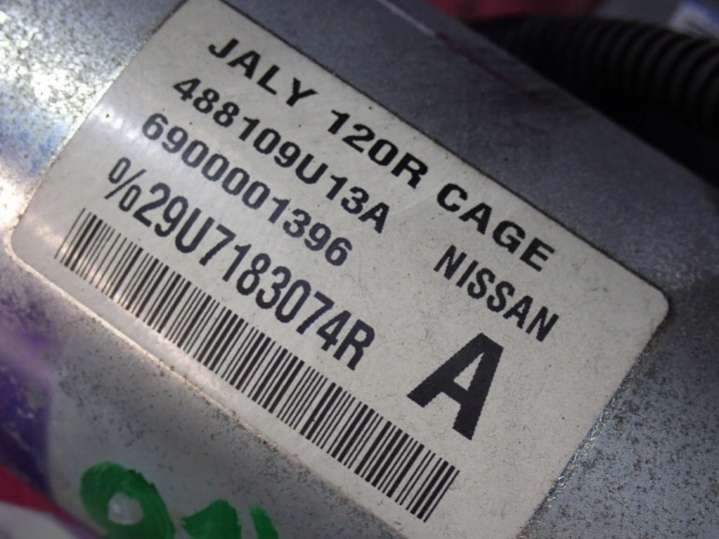 JALY 120R CAGE
488109U13A
6900001396 NISSAN
%29U7183074R
A